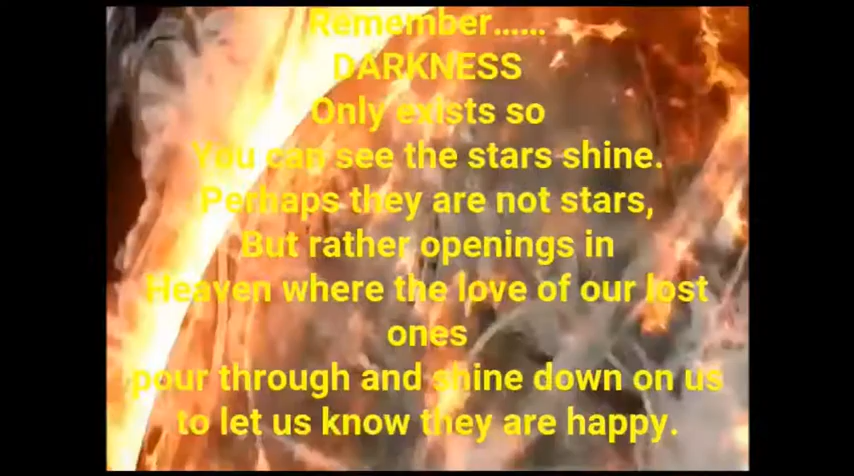 Remember......
DARKNESS
Only exists so
You can see the stars shine.
Perhaps they are not stars,
But rather openings in
Heaven where the love of our lost
ones
pour through and shine down on us
to let us know they are happy.